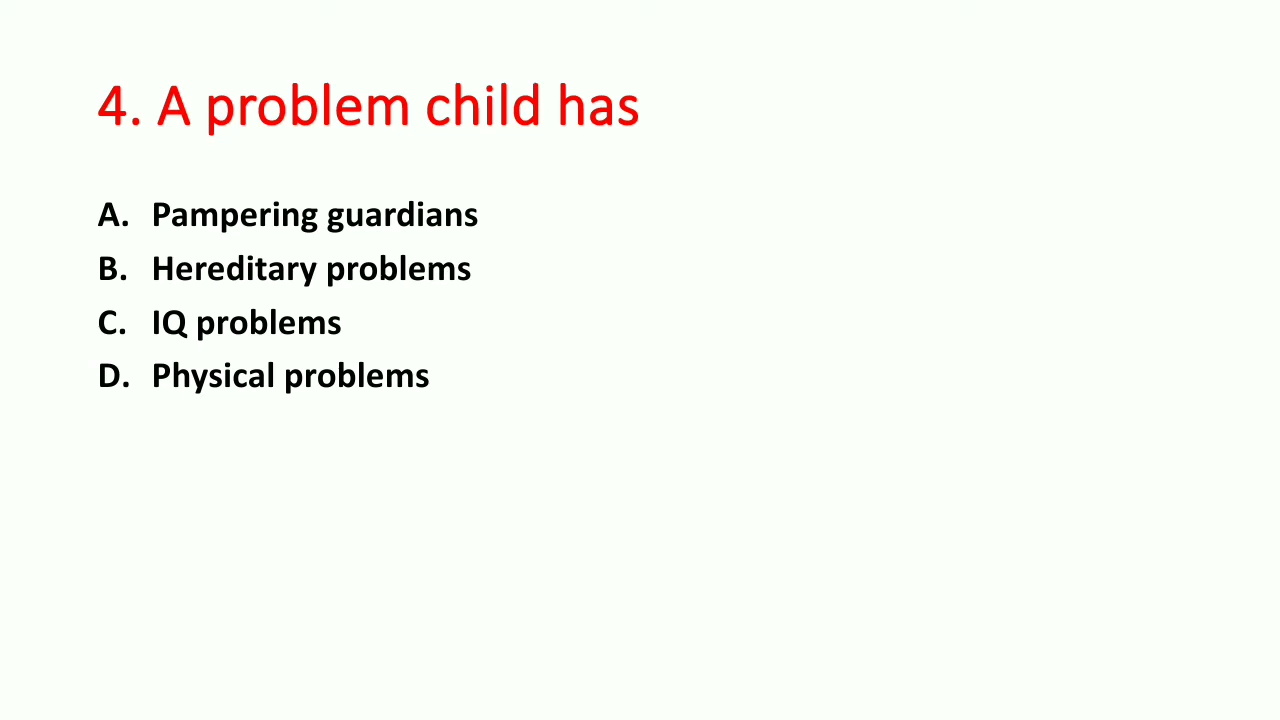 4. A problem child has
A. Pampering guardians
B. Hereditary problems
C. IQ problems
D. Physical problems